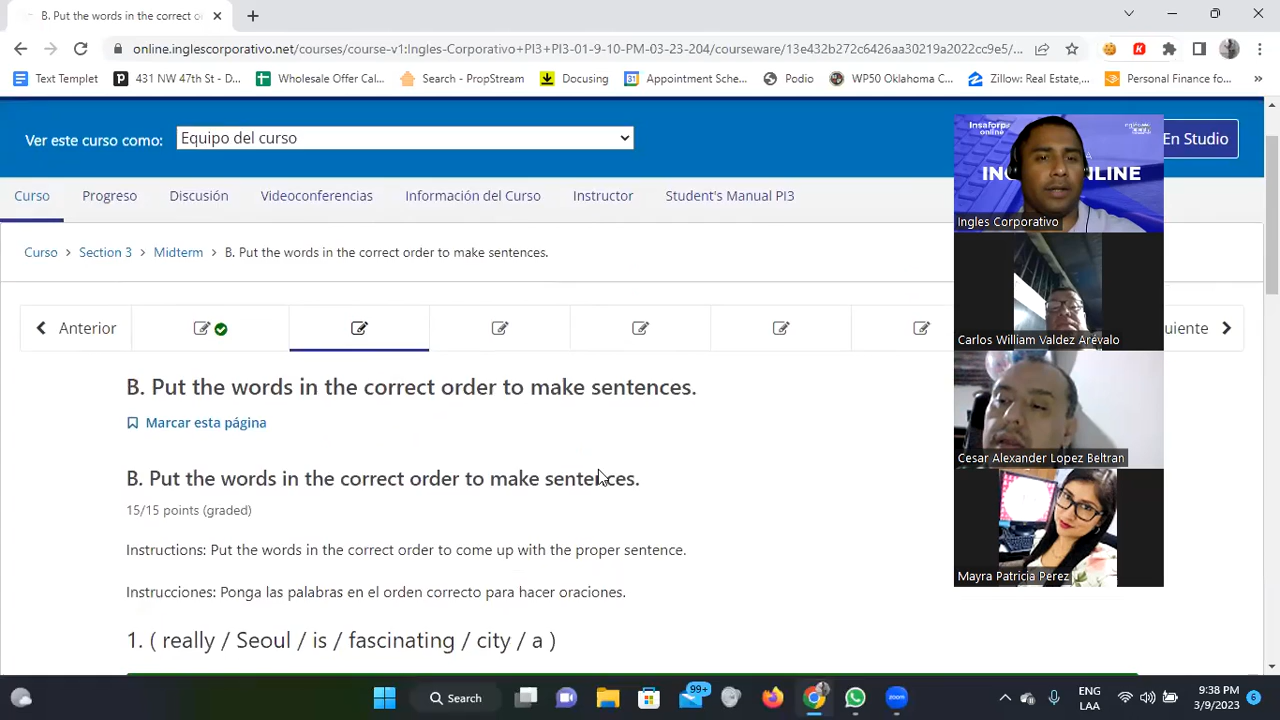 B. Put the words in the correct o
online.inglescorporativo.net/courses/course-v1:Ingles-Corporativo+PI3+PI3-01-9-10-PM-03-23-204/courseware/13e432b272c6426aa30219a2022cc9e5/...
Text Templet
431 NW 47th St - D...
Wholesale Offer Cal...
Search - PropStream
Docusing
Appointment Sche...
Podio
WP50 Oklahoma C...
Zillow: Real Estate,...
Personal Finance fo...
»
Ver este curso como:
Equipo del curso
En Studio
Curso
Progreso
Discusión
Videoconferencias
Información del Curso
Instructor
Student's Manual PI3
Curso > Section 3 > Midterm > B. Put the words in the correct order to make sentences.
Anterior
uiente
B. Put the words in the correct order to make sentences.
Marcar esta página
B. Put the words in the correct order to make sentences.
15/15 points (graded)
Instructions: Put the words in the correct order to come up with the proper sentence.
Instrucciones: Ponga las palabras en el orden correcto para hacer oraciones.
1. ( really / Seoul / is / fascinating / city / a )
Insaforp
online
ING
NLINE
Ingles Corporativo
Carlos William Valdez Arévalo
Cesar Alexander Lopez Beltran
Mayra Patricia Perez
Search
99+
ENG
LAA
9:38 PM
3/9/2023
6